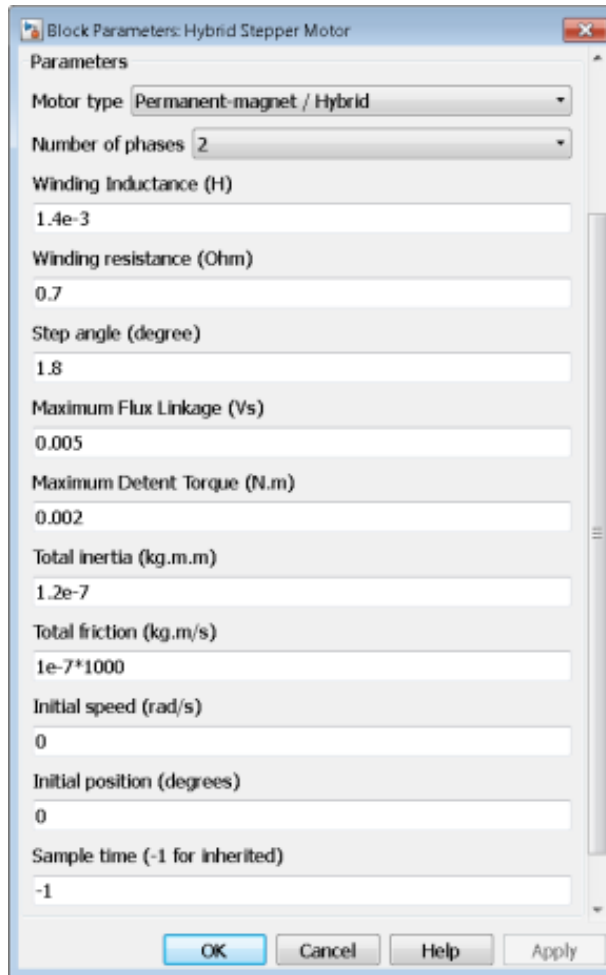 Block Parameters: Hybrid Stepper Motor
Parameters
Motor type Permanent-magnet / Hybrid
Number of phases 2
Winding Inductance (H)
1.4e-3
Winding resistance (Ohm)
0.7
Step angle (degree)
1.8
Maximum Flux Linkage (Vs)
0.005
Maximum Detent Torque (N.m)
0.002
Total inertia (kg.m.m)
1.2e-7
Total friction (kg.m/s)
1e-7*1000
Initial speed (rad/s)
0
Initial position (degrees)
0
Sample time (-1 for inherited)
-1
OK Cancel Help Apply